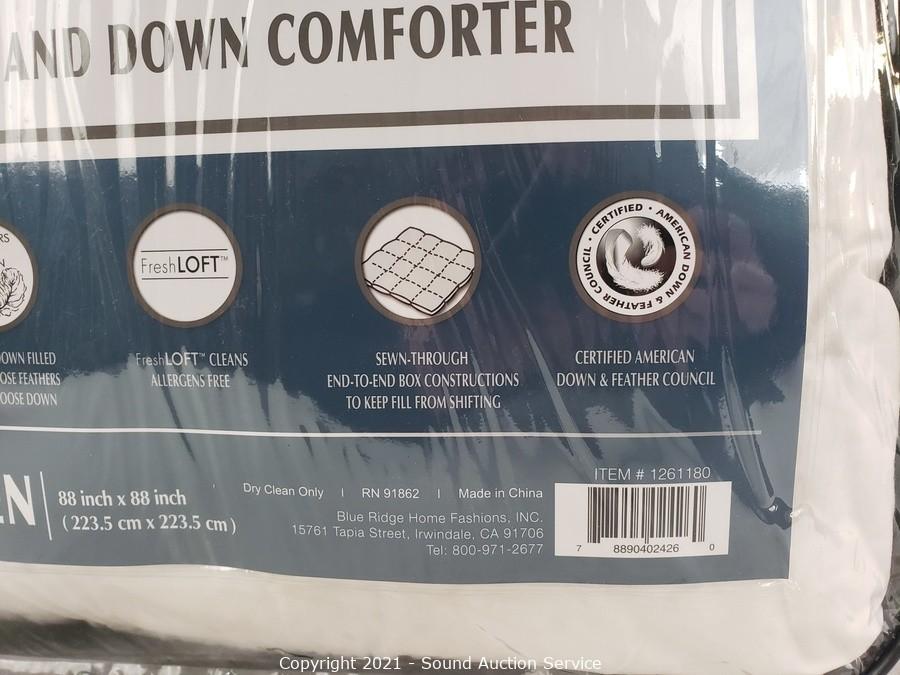 AND DOWN COMFORTER
FreshLOFT™
CERTIFIED • AMERICAN DOWN & FEATHER COUNCIL •
OWN FILLED
OSE FEATHERS
OOSE DOWN
FreshLOFT™ CLEANS
ALLERGENS FREE
SEWN-THROUGH
END-TO-END BOX CONSTRUCTIONS
TO KEEP FILL FROM SHIFTING
CERTIFIED AMERICAN
DOWN & FEATHER COUNCIL
88 inch x 88 inch
( 223.5 cm x 223.5 cm )
Dry Clean Only | RN 91862 | Made in China
Blue Ridge Home Fashions, INC.
15761 Tapia Street, Irwindale, CA 91706
Tel: 800-971-2677
ITEM # 1261180
7 8890402426 0
Copyright 2021 - Sound Auction Service